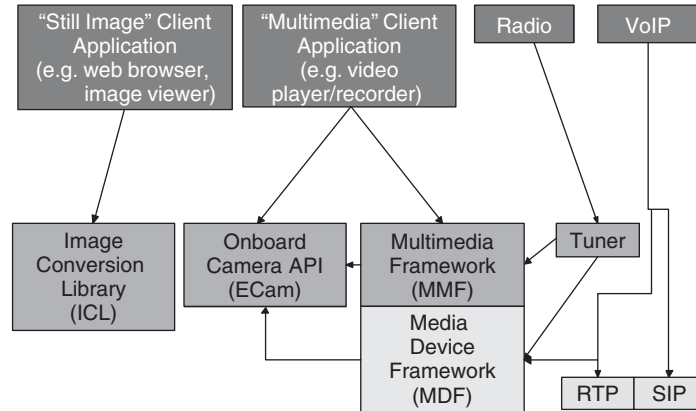 “Still Image” Client
Application
(e.g. web browser,
image viewer)
“Multimedia” Client
Application
(e.g. video
player/recorder)
Radio
VoIP
Image
Conversion
Library
(ICL)
Onboard
Camera API
(ECam)
Multimedia
Framework
(MMF)
Tuner
Media
Device
Framework
(MDF)
RTP
SIP